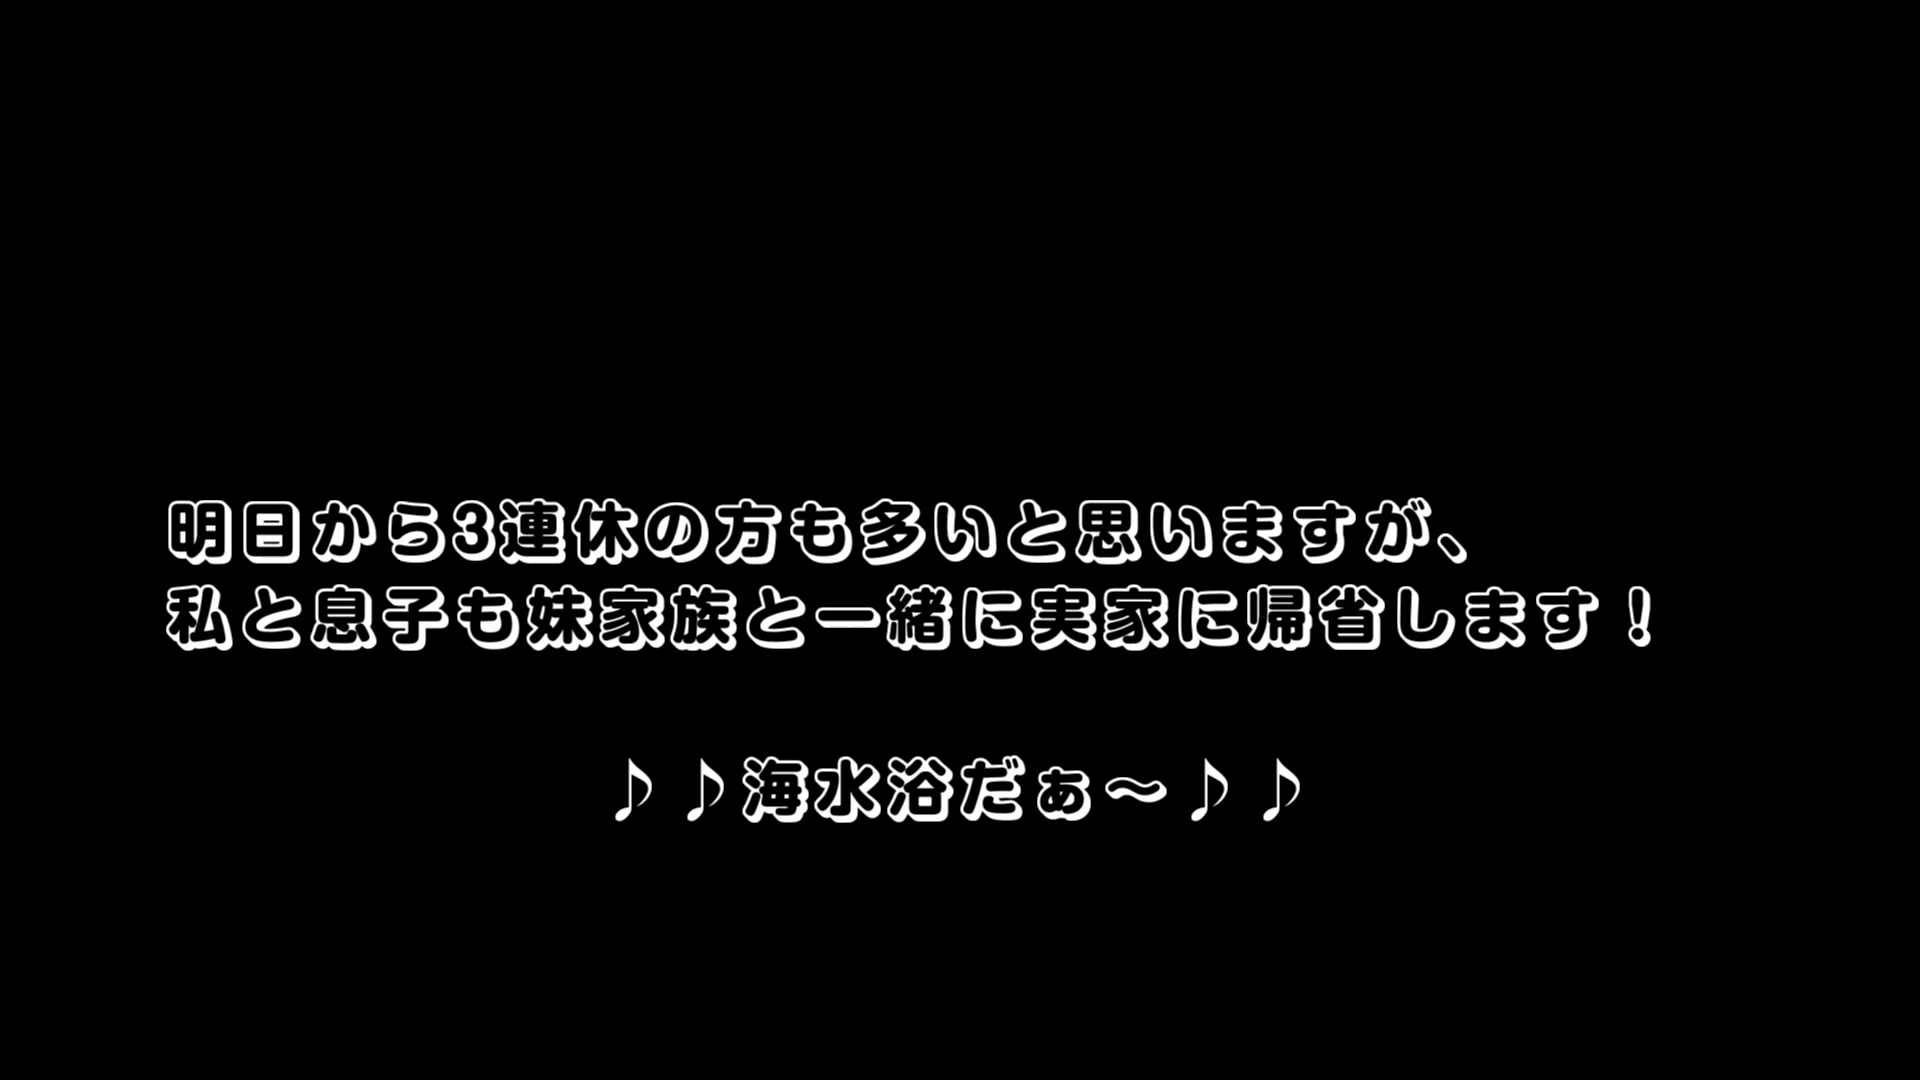 明日から3連休の方も多いと思いますが、
私と息子も妹家族と一緒に実家に帰省します！
♪♪海水浴だぁ～♪♪